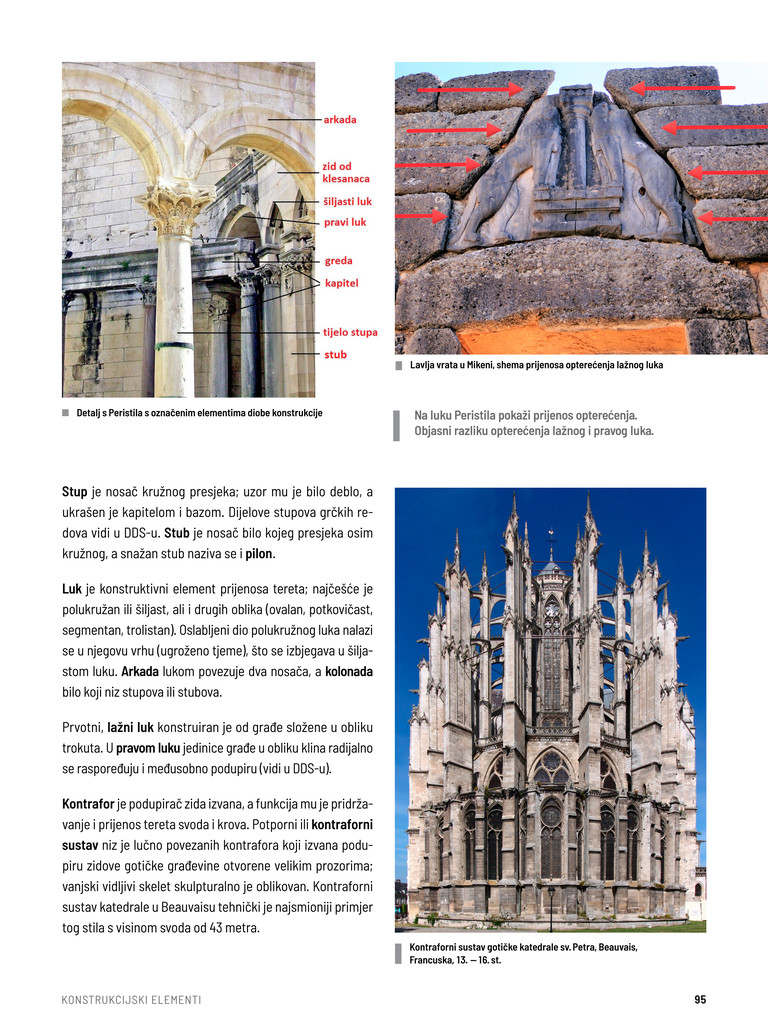 arkada
zid od
klesanaca
šiljasti luk
pravi luk
greda
kapitel
tijelo stupa
stub
Detalj s Peristila s označenim elementima diobe konstrukcije
Lavlja vrata u Mikeni, shema prijenosa opterećenja lažnog luka
Na luku Peristila pokaži prijenos opterećenja.
Objasni razliku opterećenja lažnog i pravog luka.
Stup je nosač kružnog presjeka; uzor mu je bilo deblo, a
ukrašen je kapitelom i bazom. Dijelove stupova grčkih re-
dova vidi u DDS-u. Stub je nosač bilo kojeg presjeka osim
kružnog, a snažan stub naziva se i pilon.
Luk je konstruktivni element prijenosa tereta; najčešće je
polukružan ili šiljast, ali i drugih oblika (ovalan, potkovičast,
segmentan, trolistan). Oslabljeni dio polukružnog luka nalazi
se u njegovu vrhu (ugroženo tjeme), što se izbjegava u šilja-
stom luku. Arkada lukom povezuje dva nosača, a kolonada
bilo koji niz stupova ili stubova.
Prvotni, lažni luk konstruiran je od građe složene u obliku
trokuta. U pravom luku jedinice građe u obliku klina radijalno
se raspoređuju i međusobno podupiru (vidi u DDS-u).
Kontrafor je podupirač zida izvana, a funkcija mu je pridrža-
vanje i prijenos tereta svoda i krova. Potporni ili kontraforni
sustav niz je lučno povezanih kontrafora koji izvana podu-
piru zidove gotičke građevine otvorene velikim prozorima;
vanjski vidljivi skelet skulpturalno je oblikovan. Kontraforni
sustav katedrale u Beauvaisu tehnički je najsmioniji primjer
tog stila s visinom svoda od 43 metra.
Kontraforni sustav gotičke katedrale sv. Petra, Beauvais,
Francuska, 13. – 16. st.
KONSTRUKCIJSKI ELEMENTI
95